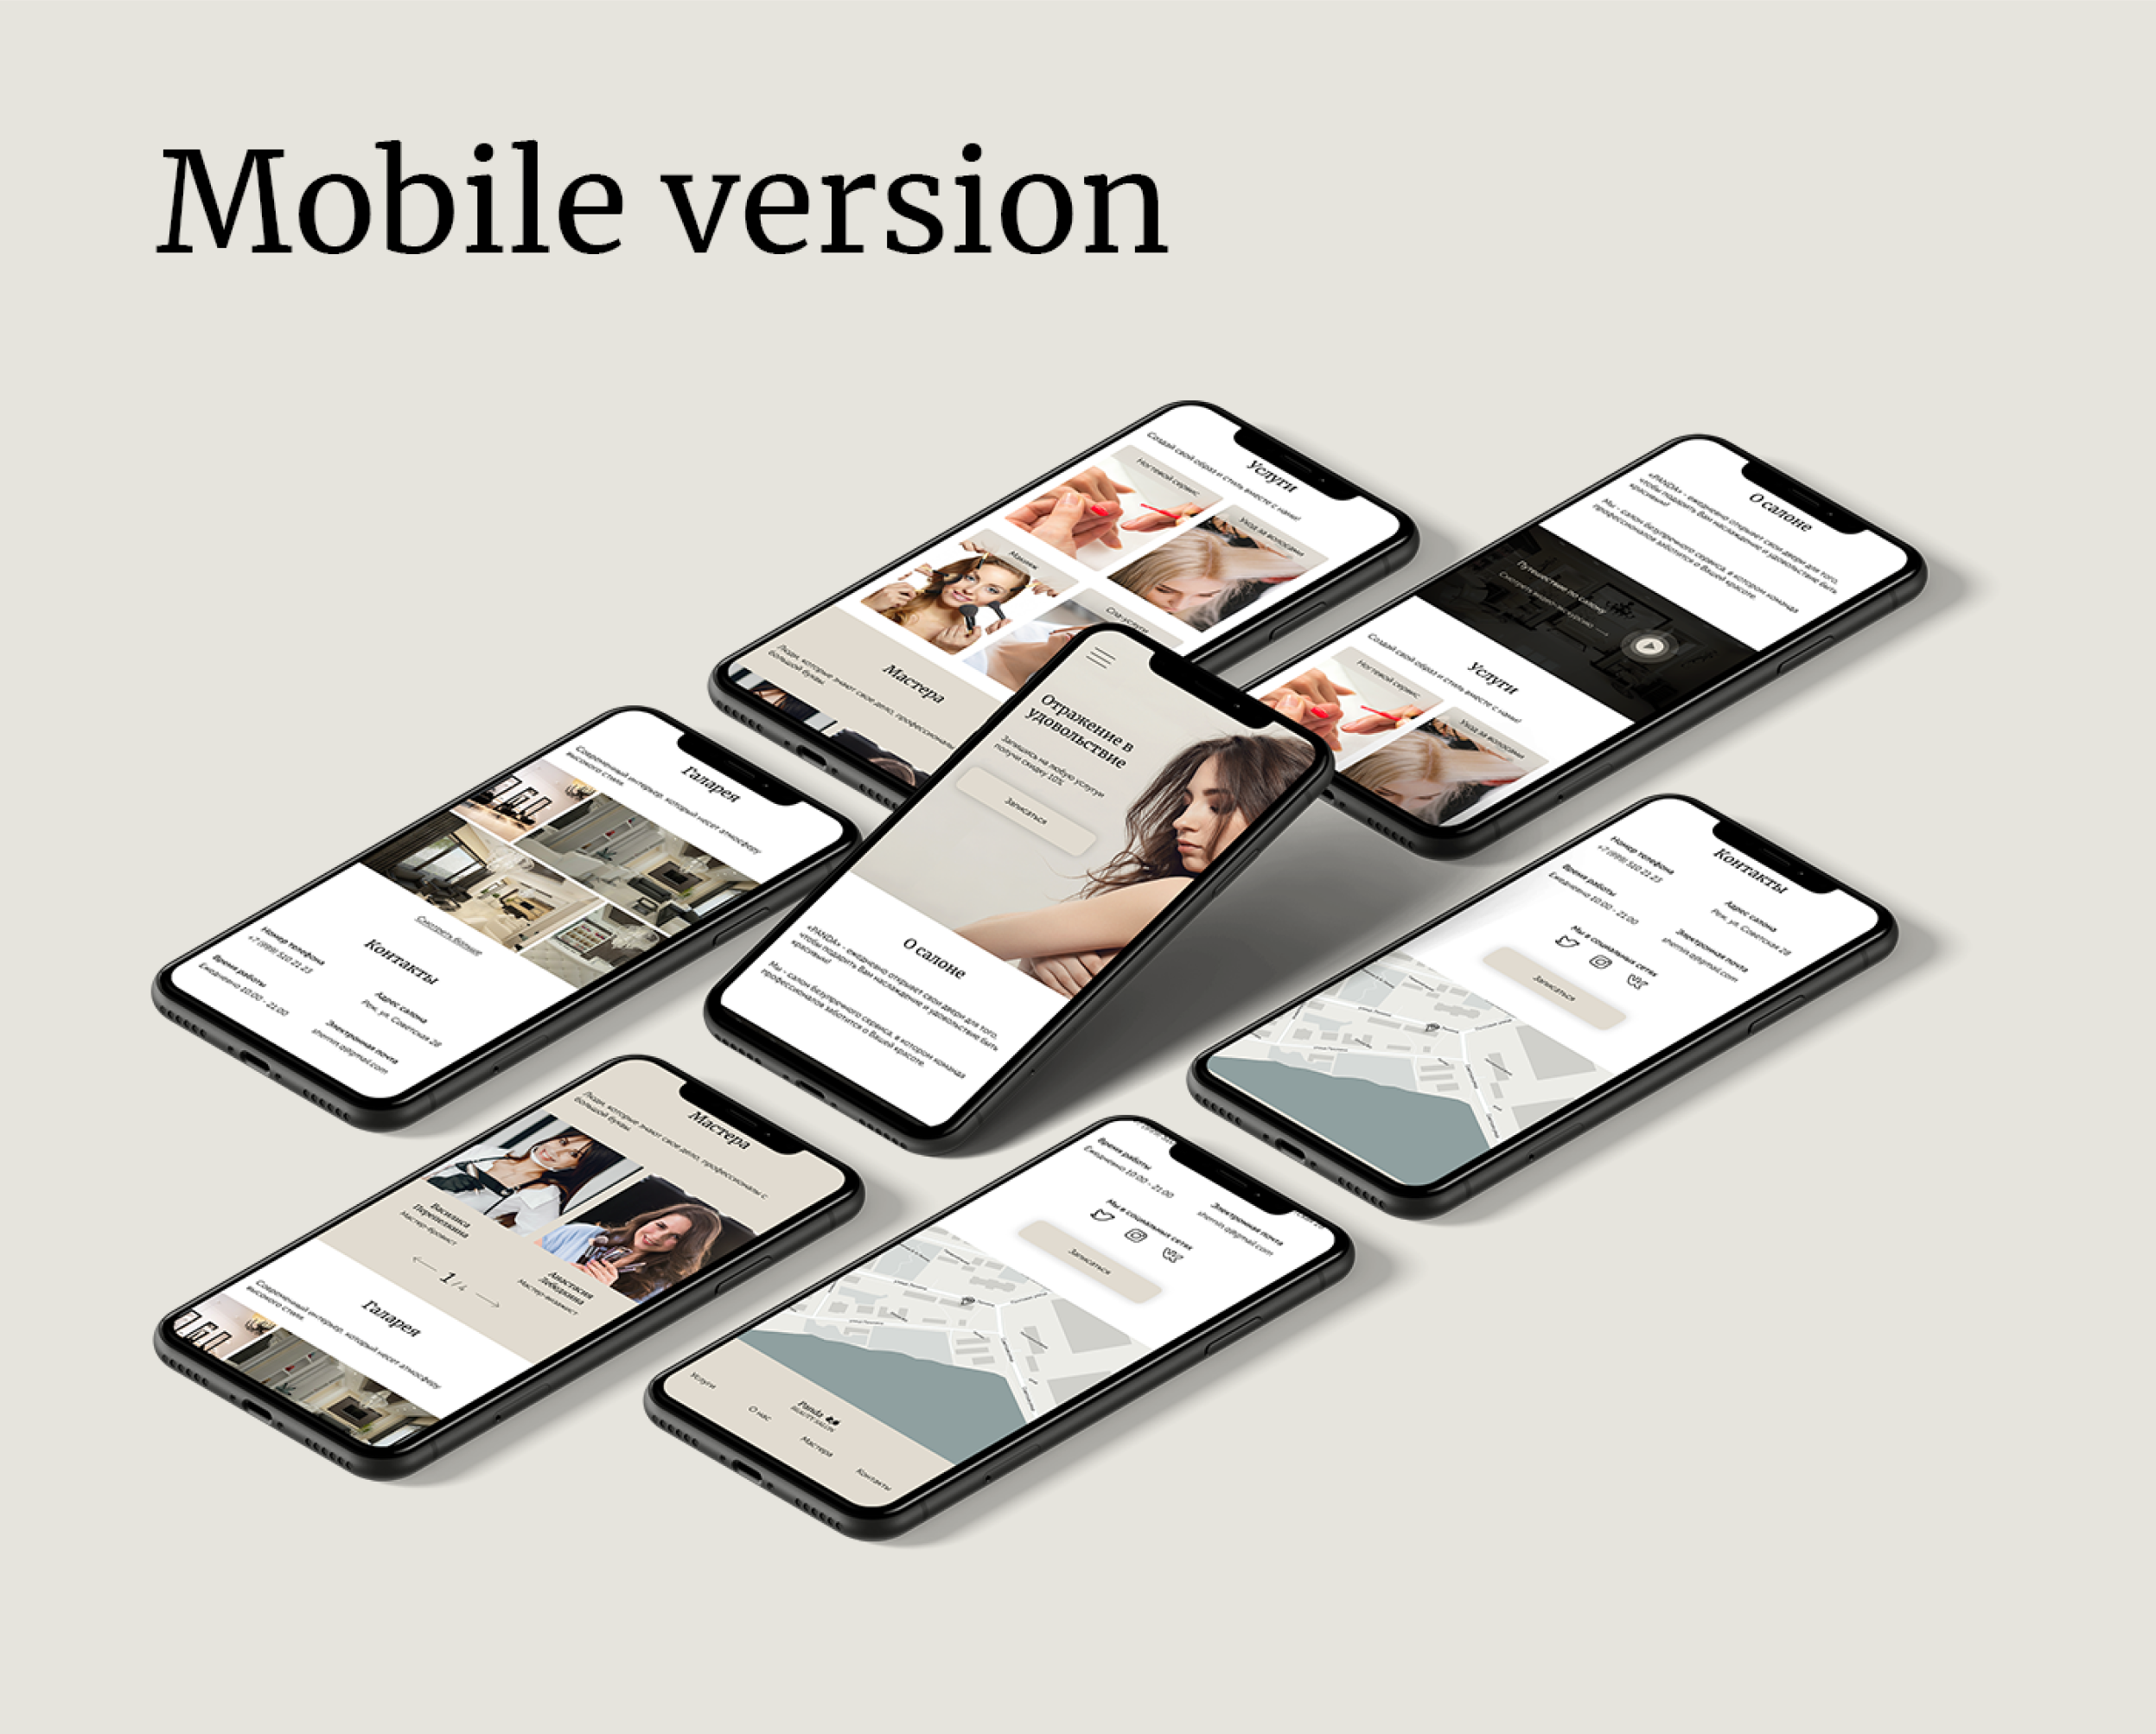 Mobile version
Услуги
Создай свой образ и стиль вместе с нами!
Ногтевой сервис
Уход за волосами
Макияж
Спа-услуги
Мастера
Люди, которые знают свое дело, профессионалы
большой буквы.
О салоне
«PANDA» - ежедневно открывает свои двери для того,
чтобы подарить Вам наслаждение и удовольствие быть
красивым!
Мы - салон безупречного сервиса, в котором команда
профессионалов заботится о Вашей красоте.
Путешествие по салону
Смотреть видео-экскурсию
Услуги
Создай свой образ и стиль вместе с нами!
Ногтевой сервис
Уход за волосами
Отражение в
удовольствие
Запишись на любую услугуи
получи скидку 10%
Записаться
О салоне
«PANDA» - ежедневно открывает свои двери для того,
чтобы подарить Вам наслаждение и удовольствие быть
красивым!
Мы - салон безупречного сервиса, в котором команда
профессионалов заботится о Вашей красоте.
Галарея
Современный интерьер, который несет атмосферу
высокого стиля
Смотреть больше
Контакты
Номер телефона
+7 (999) 510 21 23
Адрес салона
Реж, ул. Советская 28
Время работы
Ежедневно 10:00 - 21:00
Электронная почта
shernin.a@gmail.com
Контакты
Номер телефона
+7 (999) 510 21 23
Адрес салона
Реж, ул. Советская 28
Время работы
Ежедневно 10:00 - 21:00
Электронная почта
shernin.a@gmail.com
Мы в социальных сетях
Записаться
Мастера
Люди, которые знают свое дело, профессионалы с
большой буквы.
Василиса
Перепелкина
Мастер-бровист
Анастасия
Лебедкина
Мастер-визажист
1/4
Галарея
Современный интерьер, который несет атмосферу
высокого стиля
Время работы
Ежедневно 10:00 - 21:00
Электронная почта
shernin.a@gmail.com
Мы в социальных сетях
Записаться
Услуги
О нас
Panda
BEAUTY SALON
Мастера
Контакты